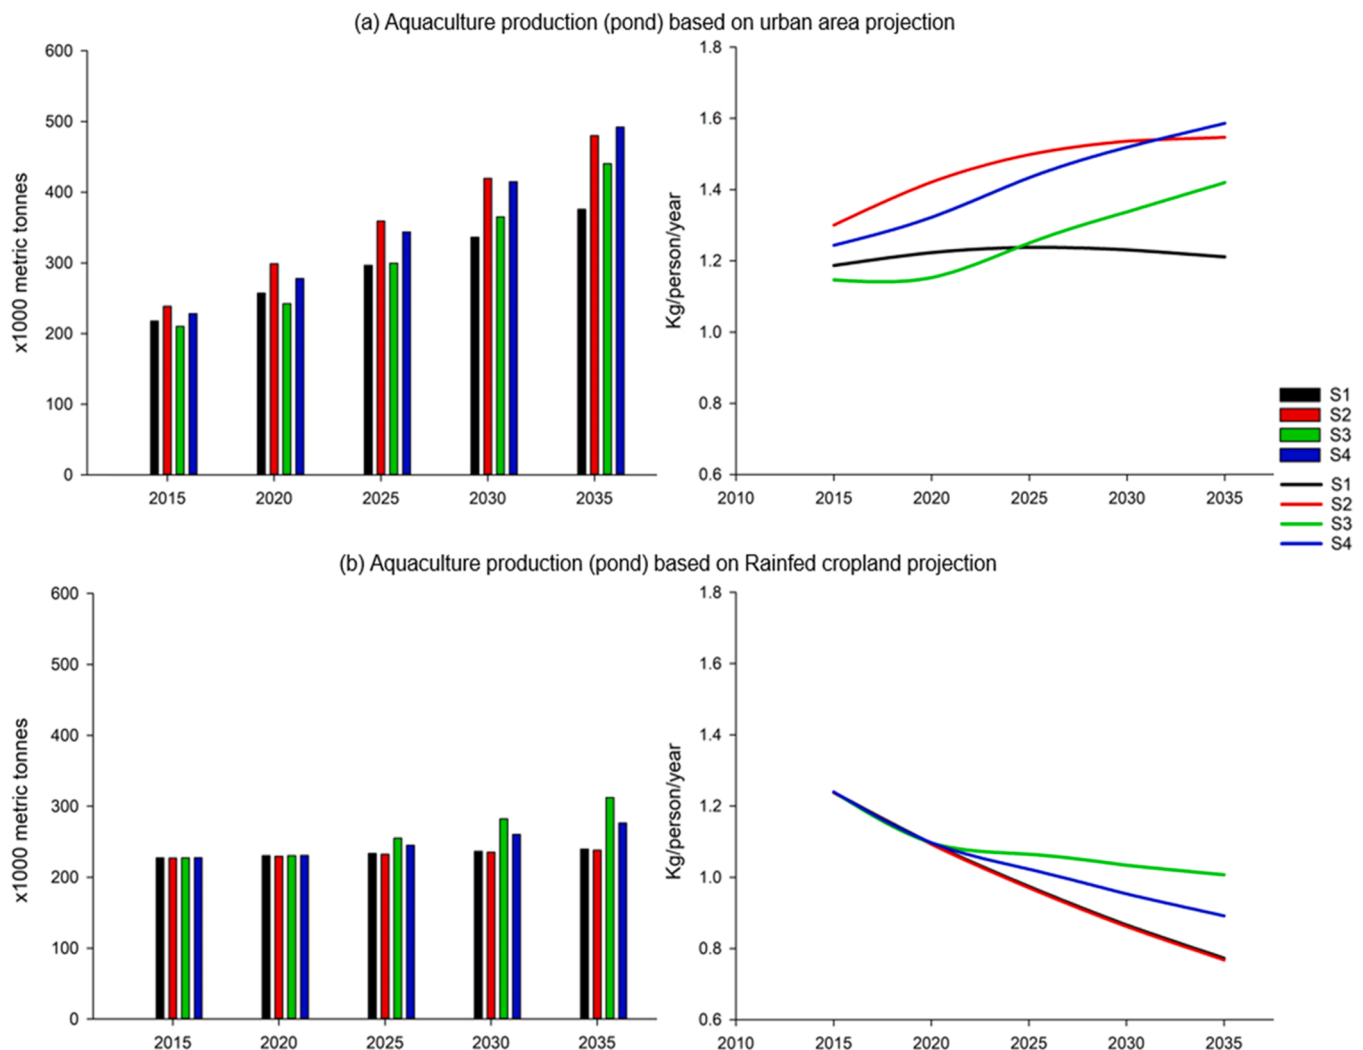 (a) Aquaculture production (pond) based on urban area projection
x1000 metric tonnes
600
500
400
300
200
100
0
2015 2020 2025 2030 2035
Kg/person/year
1.8
1.6
1.4
1.2
1.0
0.8
0.6
2010 2015 2020 2025 2030 2035
S1
S2
S3
S4
S1
S2
S3
S4
(b) Aquaculture production (pond) based on Rainfed cropland projection
x1000 metric tonnes
600
500
400
300
200
100
0
2015 2020 2025 2030 2035
Kg/person/year
1.8
1.6
1.4
1.2
1.0
0.8
0.6
2010 2015 2020 2025 2030 2035